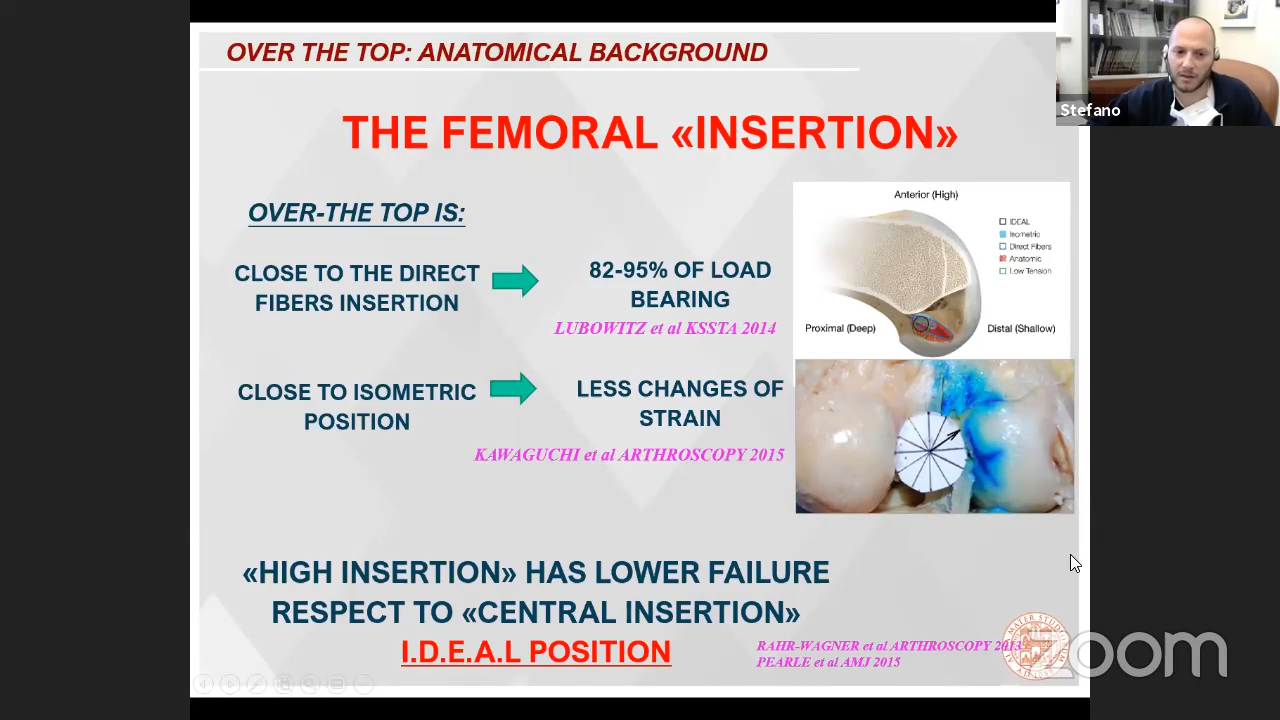 OVER THE TOP: ANATOMICAL BACKGROUND
Stefano
THE FEMORAL «INSERTION»
OVER-THE TOP IS:
CLOSE TO THE DIRECT
FIBERS INSERTION
82-95% OF LOAD
BEARING
LUBOWITZ et al KSSTA 2014
CLOSE TO ISOMETRIC
POSITION
LESS CHANGES OF
STRAIN
KAWAGUCHI et al ARTHROSCOPY 2015
Anterior (High)
IDEAL
Isometric
Direct Fibers
Anatomic
Low Tension
Proximal (Deep)
Distal (Shallow)
«HIGH INSERTION» HAS LOWER FAILURE
RESPECT TO «CENTRAL INSERTION»
I.D.E.A.L POSITION
RAHR-WAGNER et al ARTHROSCOPY 2013
PEARLE et al AMJ 2015
zoom